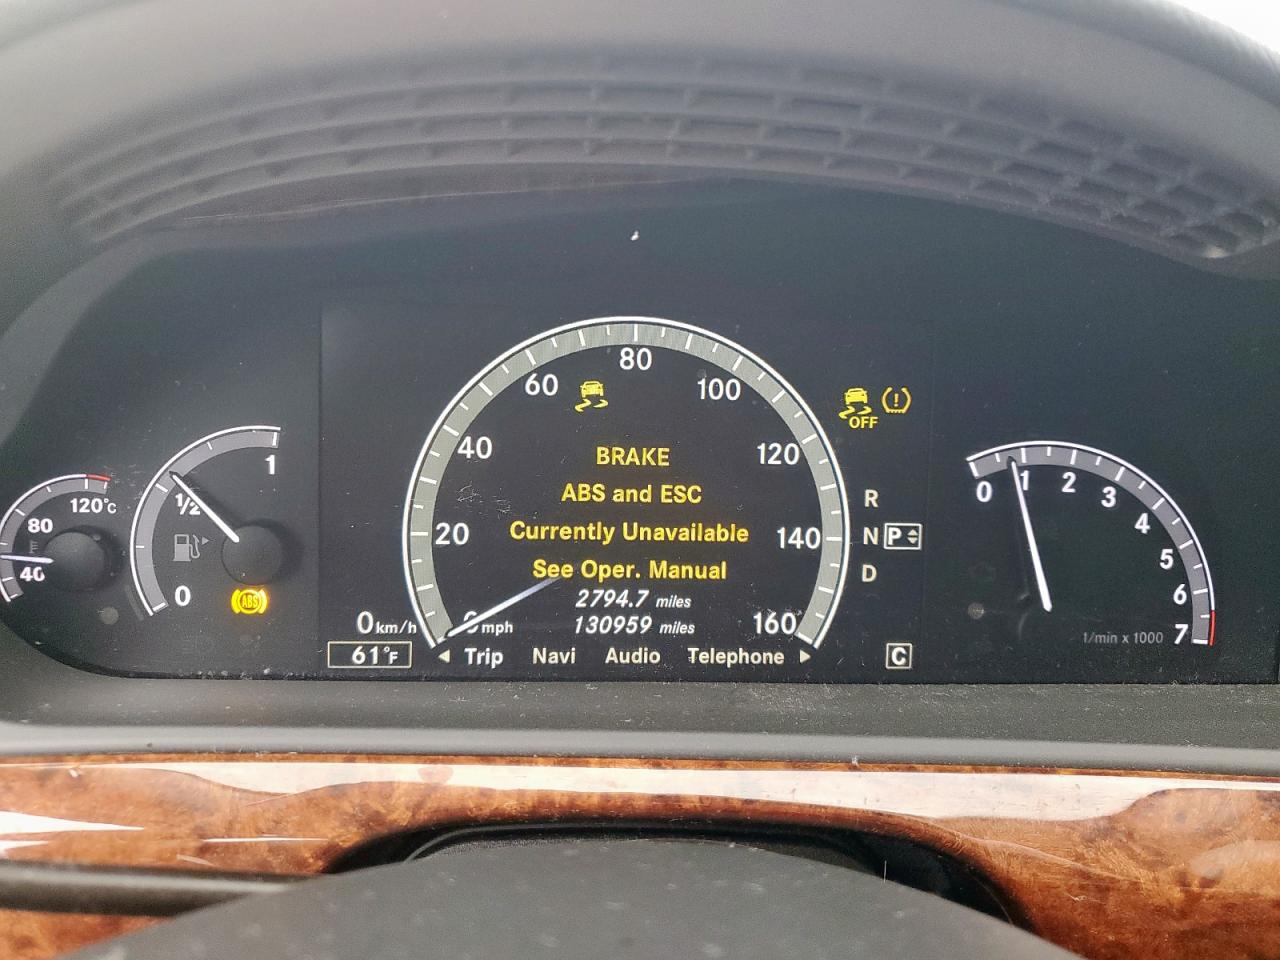 80
60
100
OFF
40
BRAKE
120
1
ABS and ESC
R
0
1
2
3
4
5
6
7
1/min x 1000
120°C
80
40
1/2
0
ABS
20
Currently Unavailable
140
N P
See Oper. Manual
D
2794.7 miles
0 km/h
0 mph
130959 miles
160
61°F
Trip Navi Audio Telephone
C